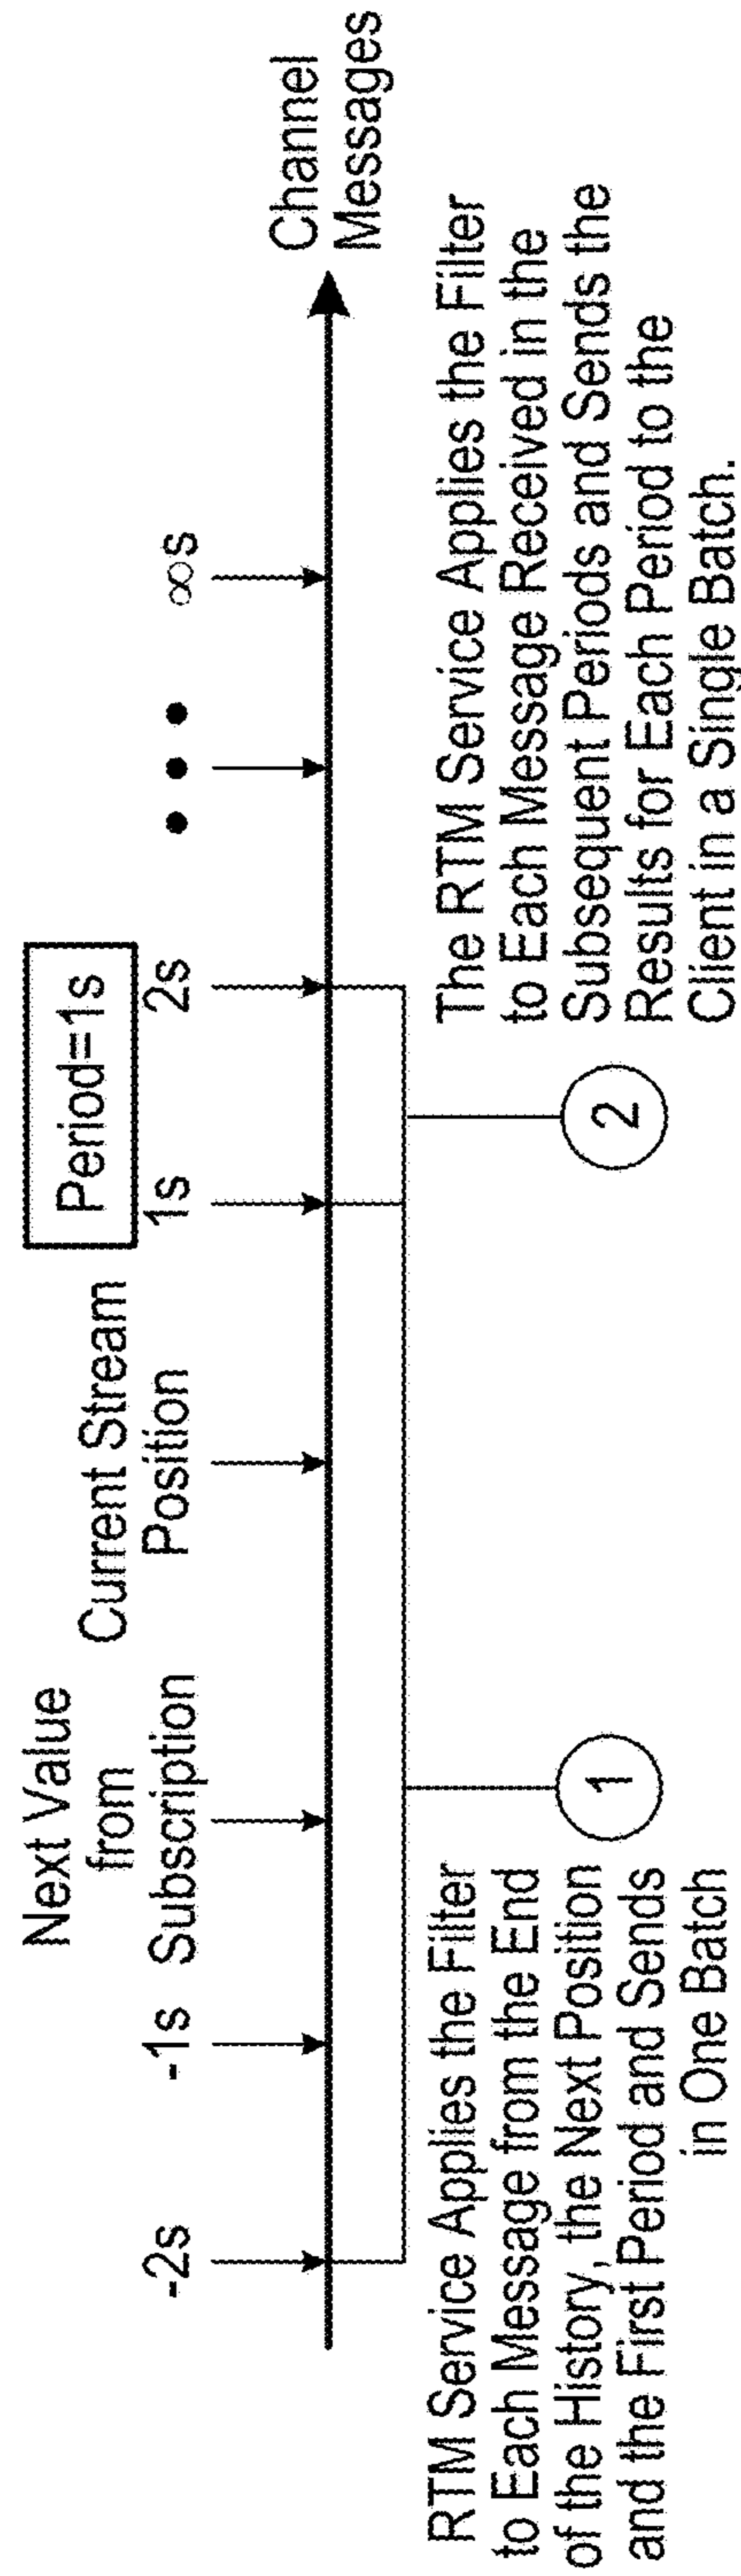 Period=1s
Next Value
from
Subscription
Current Stream
Position
-2s
-1s
1s
2s
∞s
Channel
Messages
1
RTM Service Applies the Filter
to Each Message from the End
of the History, the Next Position
and the First Period and Sends
in One Batch
2
The RTM Service Applies the Filter
to Each Message Received in the
Subsequent Periods and Sends the
Results for Each Period to the
Client in a Single Batch.